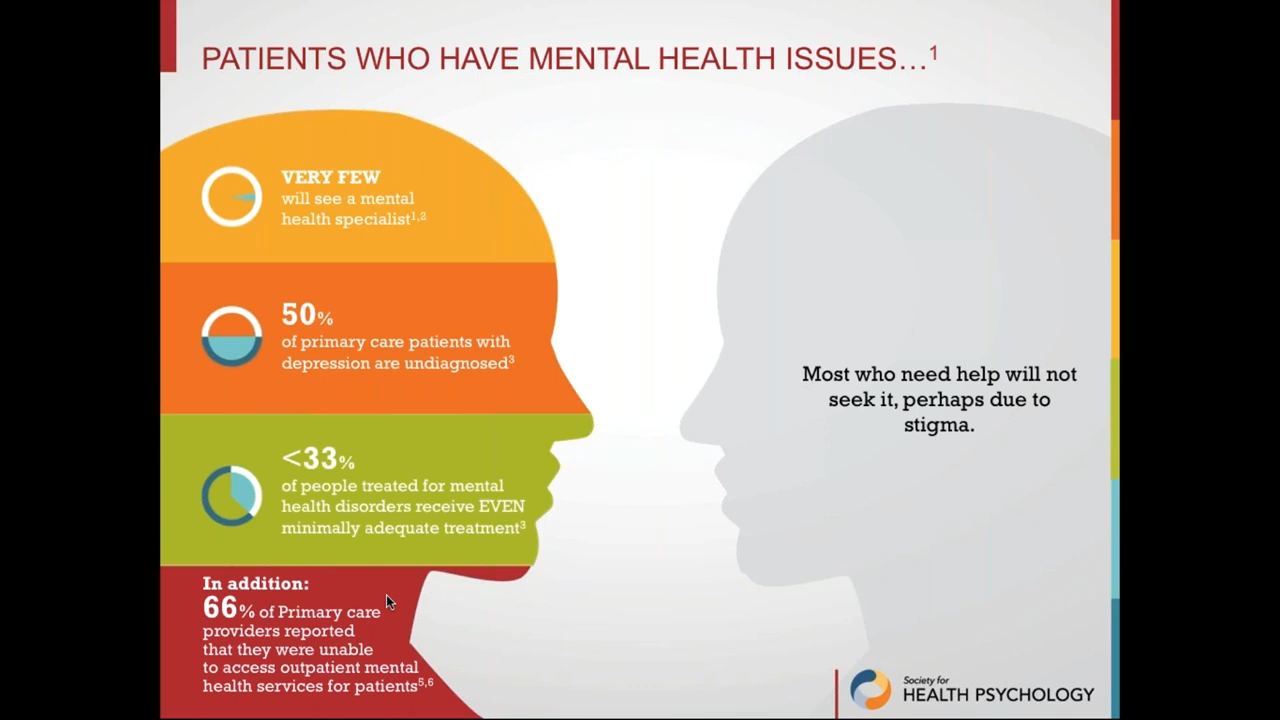 PATIENTS WHO HAVE MENTAL HEALTH ISSUES…1
VERY FEW
will see a mental
health specialist1,2
50%
of primary care patients with
depression are undiagnosed3
<33%
of people treated for mental
health disorders receive EVEN
minimally adequate treatment3
In addition:
66% of Primary care
providers reported
that they were unable
to access outpatient mental
health services for patients5,6
Most who need help will not
seek it, perhaps due to
stigma.
Society for
HEALTH PSYCHOLOGY